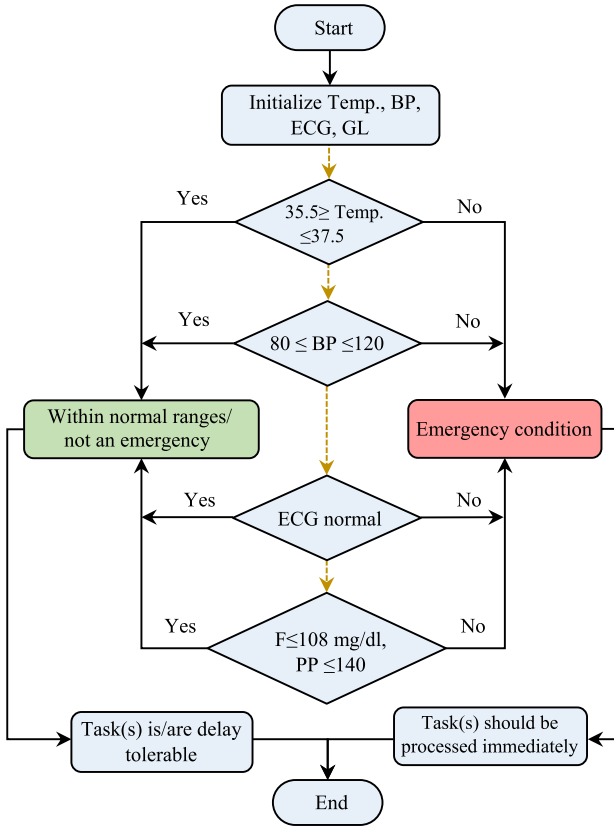 Start
Initialize Temp., BP,
ECG, GL
Yes
35.5≥ Temp.
≤37.5
No
Yes
80 ≤ BP ≤120
No
Within normal ranges/
not an emergency
Emergency condition
Yes
ECG normal
No
Yes
F≤108 mg/dl,
PP ≤140
No
Task(s) is/are delay
tolerable
Task(s) should be
processed immediately
End